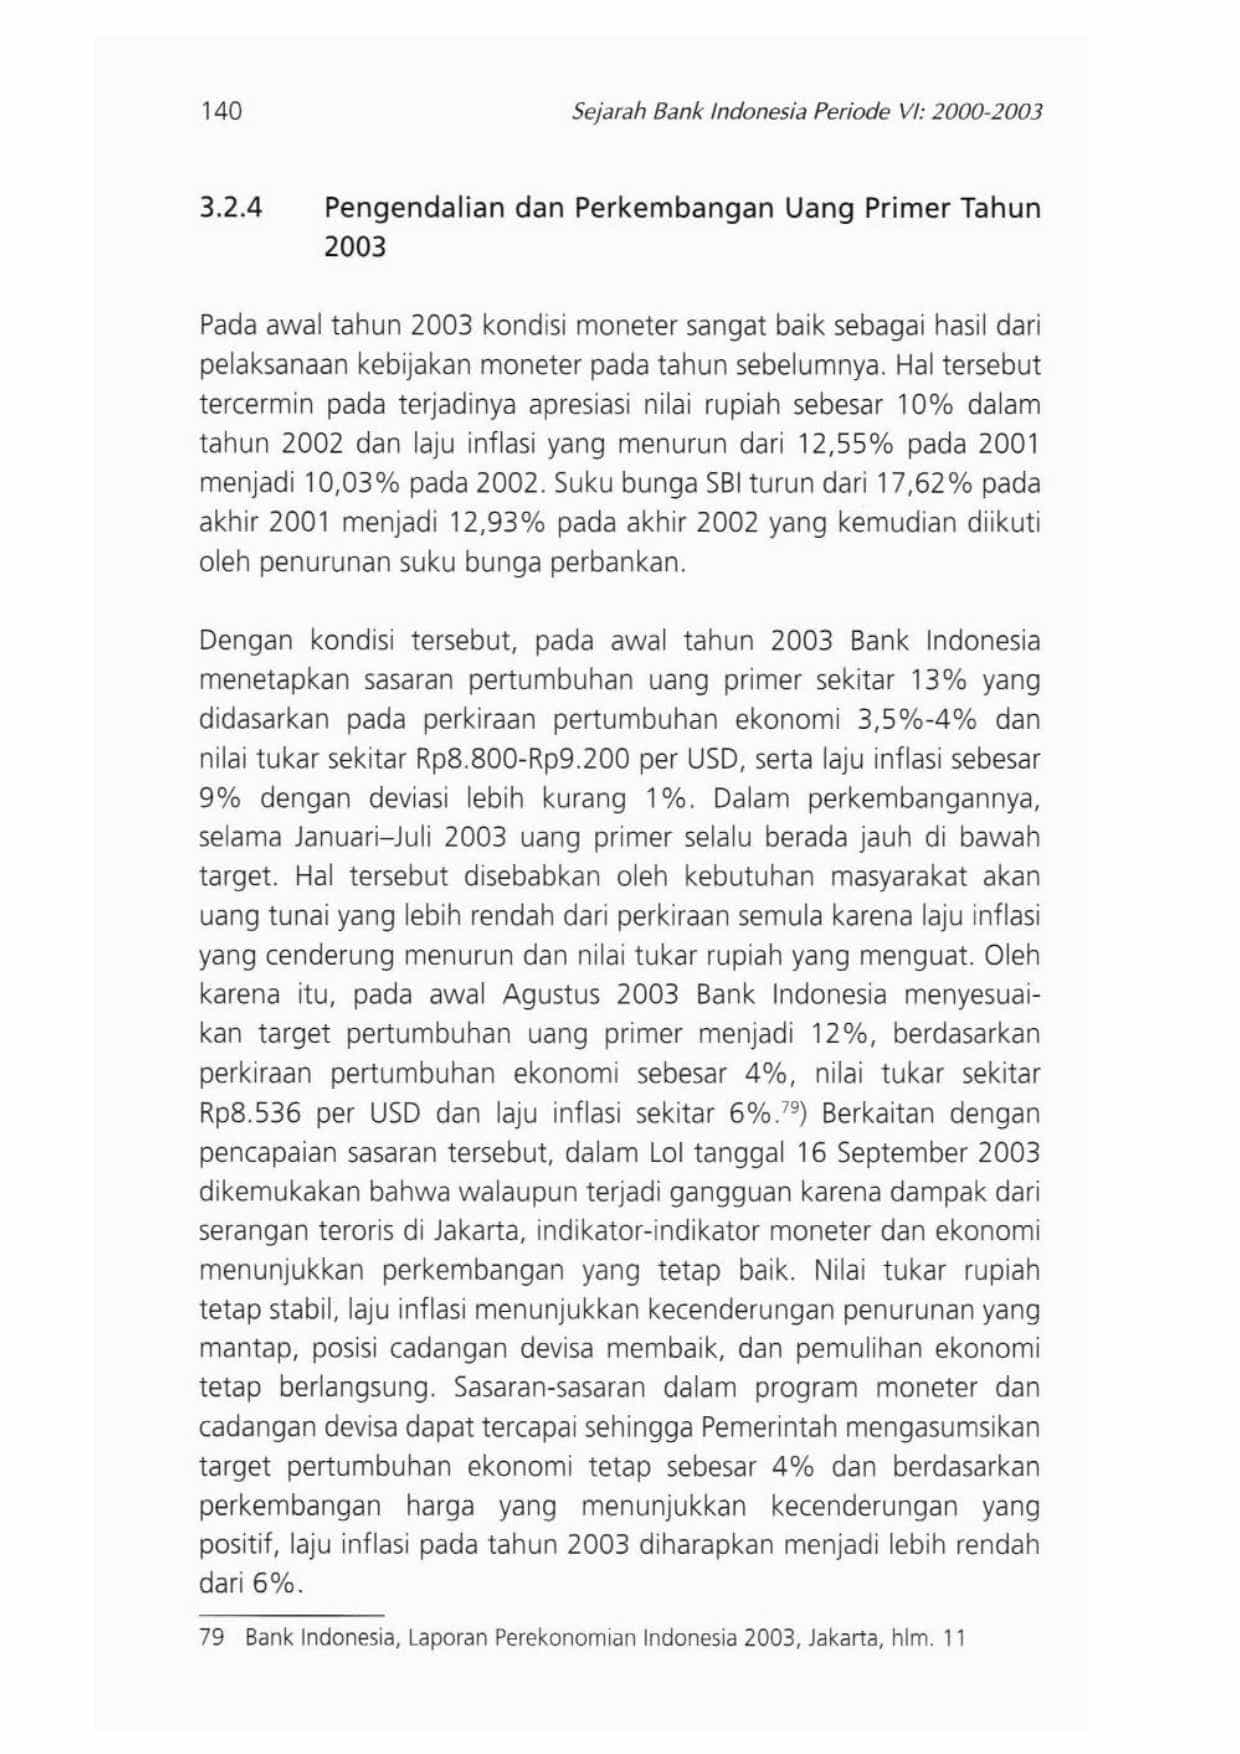 140
Sejarah Bank Indonesia Periode VI: 2000-2003
3.2.4 Pengendalian dan Perkembangan Uang Primer Tahun
2003
Pada awal tahun 2003 kondisi moneter sangat baik sebagai hasil dari
pelaksanaan kebijakan moneter pada tahun sebelumnya. Hal tersebut
tercermin pada terjadinya apresiasi nilai rupiah sebesar 10% dalam
tahun 2002 dan laju inflasi yang menurun dari 12,55% pada 2001
menjadi 10,03% pada 2002. Suku bunga SBI turun dari 17,62% pada
akhir 2001 menjadi 12,93% pada akhir 2002 yang kemudian diikuti
oleh penurunan suku bunga perbankan.
Dengan kondisi tersebut, pada awal tahun 2003 Bank Indonesia
menetapkan sasaran pertumbuhan uang primer sekitar 13% yang
didasarkan pada perkiraan pertumbuhan ekonomi 3,5%-4% dan
nilai tukar sekitar Rp8.800-Rp9.200 per USD, serta laju inflasi sebesar
9% dengan deviasi lebih kurang 1%. Dalam perkembangannya,
selama Januari–Juli 2003 uang primer selalu berada jauh di bawah
target. Hal tersebut disebabkan oleh kebutuhan masyarakat akan
uang tunai yang lebih rendah dari perkiraan semula karena laju inflasi
yang cenderung menurun dan nilai tukar rupiah yang menguat. Oleh
karena itu, pada awal Agustus 2003 Bank Indonesia menyesuai-
kan target pertumbuhan uang primer menjadi 12%, berdasarkan
perkiraan pertumbuhan ekonomi sebesar 4%, nilai tukar sekitar
Rp8.536 per USD dan laju inflasi sekitar 6%.79) Berkaitan dengan
pencapaian sasaran tersebut, dalam LoI tanggal 16 September 2003
dikemukakan bahwa walaupun terjadi gangguan karena dampak dari
serangan teroris di Jakarta, indikator-indikator moneter dan ekonomi
menunjukkan perkembangan yang tetap baik. Nilai tukar rupiah
tetap stabil, laju inflasi menunjukkan kecenderungan penurunan yang
mantap, posisi cadangan devisa membaik, dan pemulihan ekonomi
tetap berlangsung. Sasaran-sasaran dalam program moneter dan
cadangan devisa dapat tercapai sehingga Pemerintah mengasumsikan
target pertumbuhan ekonomi tetap sebesar 4% dan berdasarkan
perkembangan harga yang menunjukkan kecenderungan yang
positif, laju inflasi pada tahun 2003 diharapkan menjadi lebih rendah
dari 6%.
79 Bank Indonesia, Laporan Perekonomian Indonesia 2003, Jakarta, hlm. 11